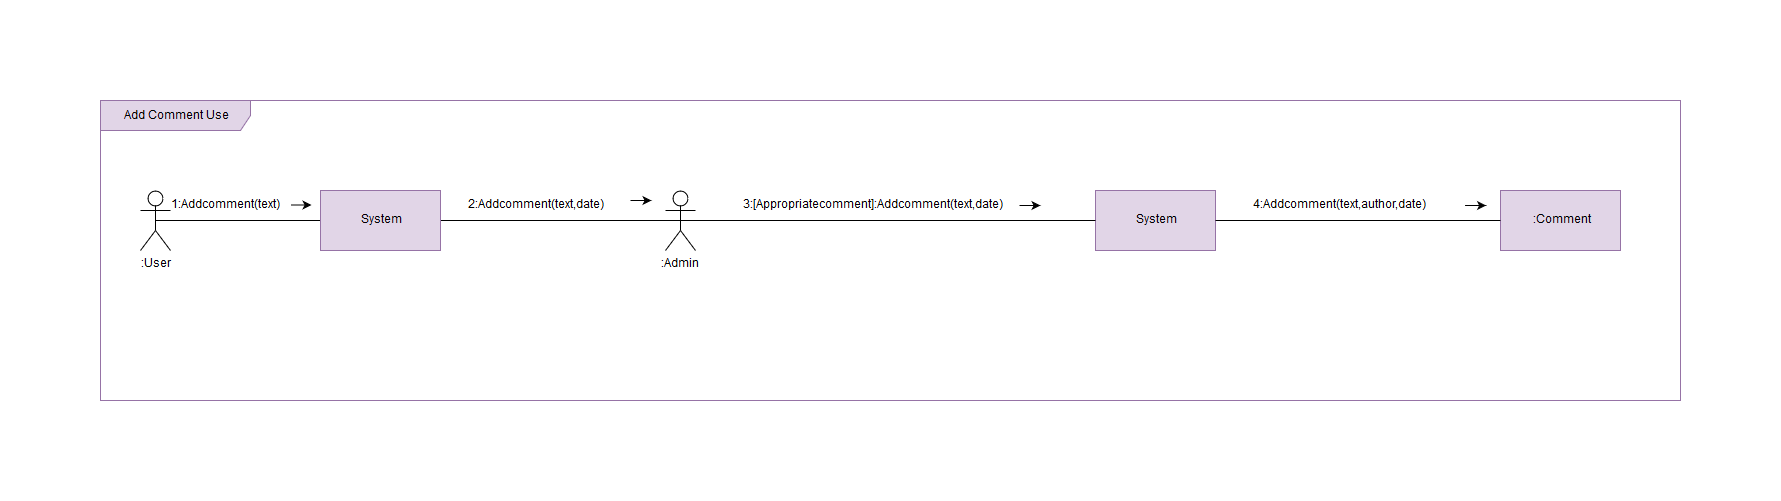 Add Comment Use
1:Addcomment(text)
System
2:Addcomment(text,date)
3:[Appropriatecomment]:Addcomment(text,date)
System
4:Addcomment(text,author,date)
:Comment
:User
:Admin